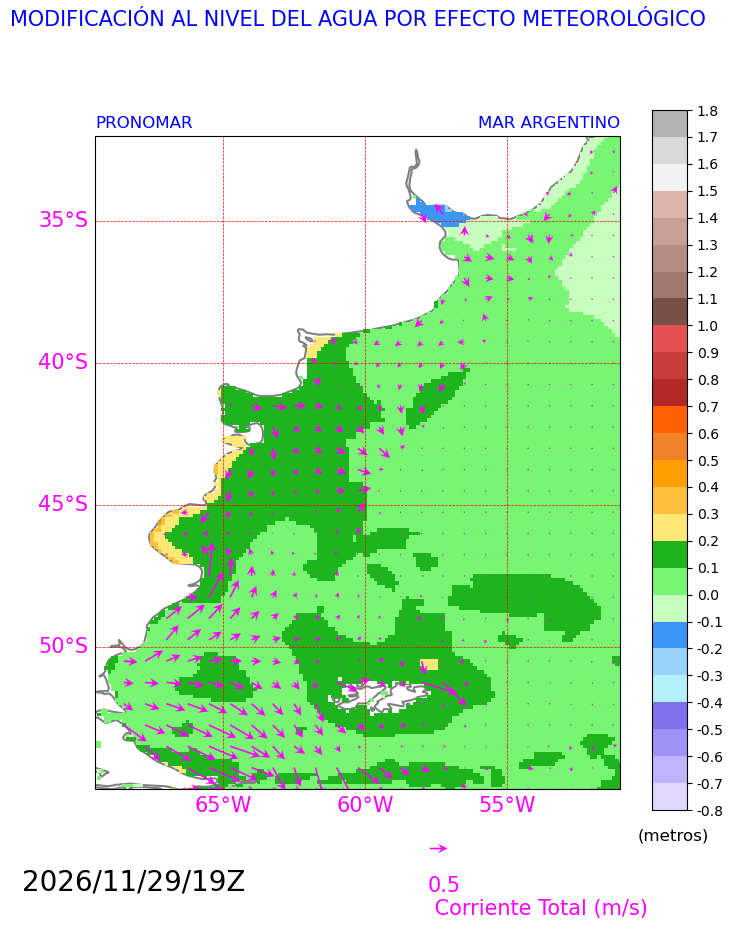 MODIFICACIÓN AL NIVEL DEL AGUA POR EFECTO METEOROLÓGICO
PRONOMAR MAR ARGENTINO
35°S
40°S
45°S
50°S
65°W 60°W 55°W
1.8
1.7
1.6
1.5
1.4
1.3
1.2
1.1
1.0
0.9
0.8
0.7
0.6
0.5
0.4
0.3
0.2
0.1
0.0
-0.1
-0.2
-0.3
-0.4
-0.5
-0.6
-0.7
-0.8
(metros)
2026/11/29/19Z
0.5
Corriente Total (m/s)